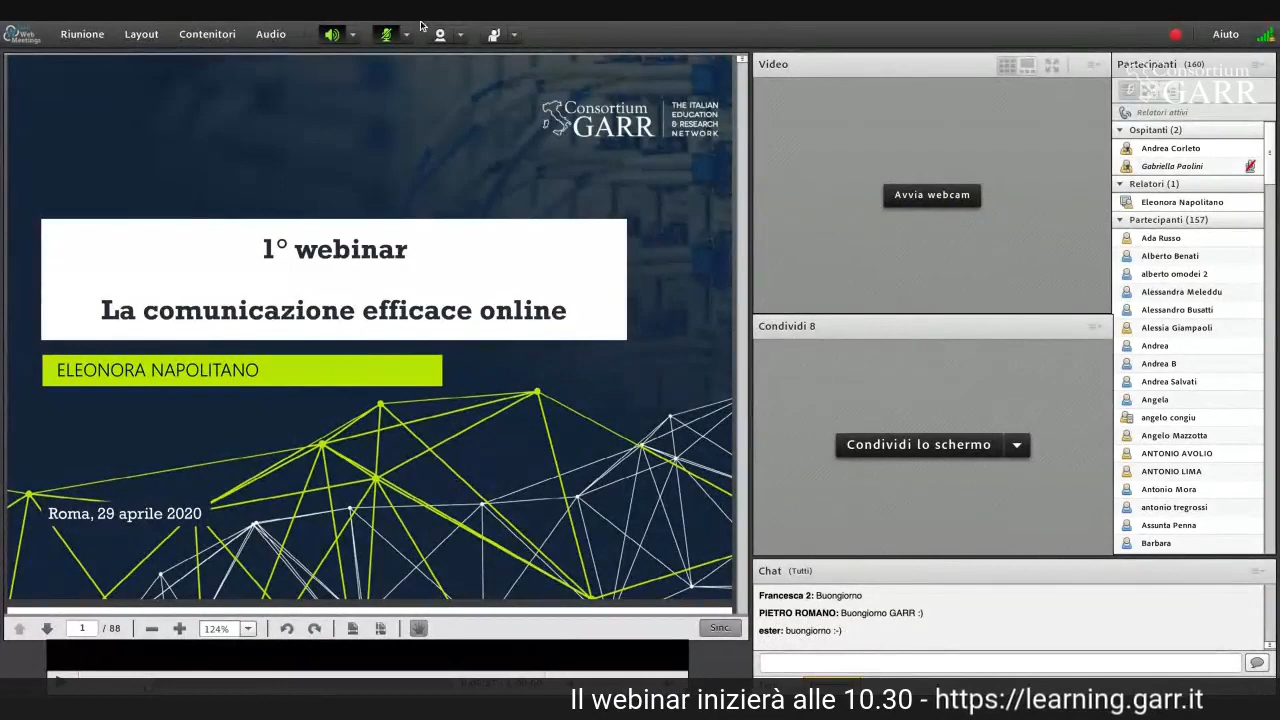 Web
Meetings
Riunione
Layout
Contenitori
Audio
Aiuto
Consortium
GARR
THE ITALIAN
EDUCATION
& RESEARCH
NETWORK
1° webinar
La comunicazione efficace online
ELEONORA NAPOLITANO
Roma, 29 aprile 2020
1 / 88
124%
Sinc.
Video
Avvia webcam
Condividi 8
Condividi lo schermo
Partecipanti (160)
Consortium
GARR
Relatori attivi
Ospitanti (2)
Andrea Corleto
Gabriella Paolini
Relatori (1)
Eleonora Napolitano
Partecipanti (157)
Ada Russo
Alberto Benati
alberto omodei 2
Alessandra Meleddu
Alessandro Busatti
Alessia Giampaoli
Andrea
Andrea B
Andrea Salvati
Angela
angelo congiu
Angelo Mazzotta
ANTONIO AVOLIO
ANTONIO LIMA
Antonio Mora
antonio tregrossi
Assunta Penna
Barbara
Chat (Tutti)
Francesca 2: Buongiorno
PIETRO ROMANO: Buongiorno GARR :)
ester: buongiorno :-)
Il webinar inizierà alle 10.30 - https://learning.garr.it